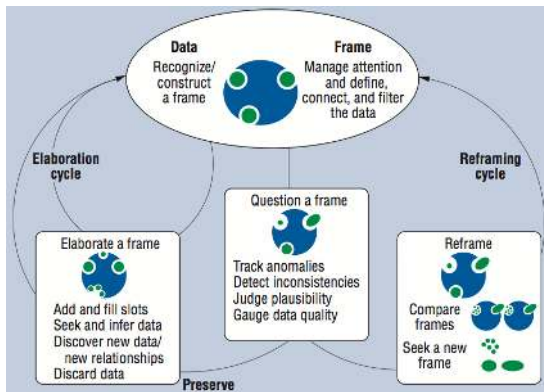 Data
Recognize/
construct
a frame
Frame
Manage attention
and define,
connect, and filter
the data
Elaboration
cycle
Reframing
cycle
Elaborate a frame
Add and fill slots
Seek and infer data
Discover new data/
new relationships
Discard data
Question a frame
Track anomalies
Detect inconsistencies
Judge plausibility
Gauge data quality
Reframe
Compare
frames
Seek a new
frame
Preserve